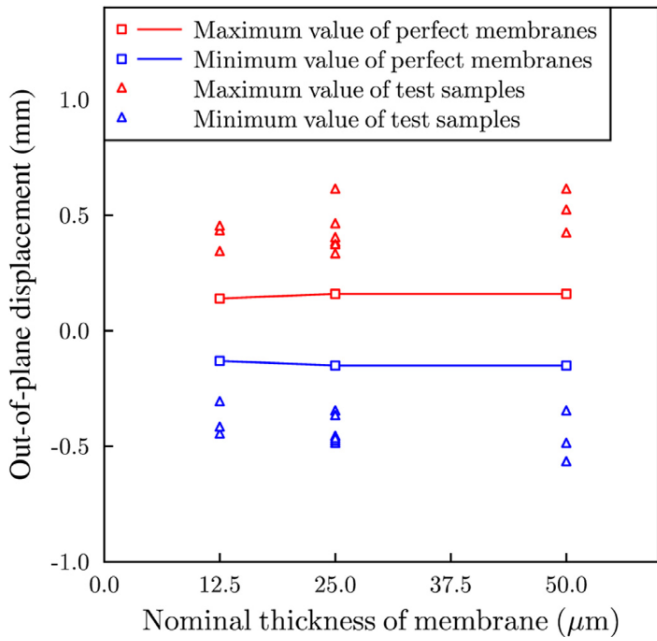 Maximum value of perfect membranes
Minimum value of perfect membranes
Maximum value of test samples
Minimum value of test samples
Out-of-plane displacement (mm)
1.0
0.5
0.0
-0.5
-1.0
0.0 12.5 25.0 37.5 50.0
Nominal thickness of membrane (μm)